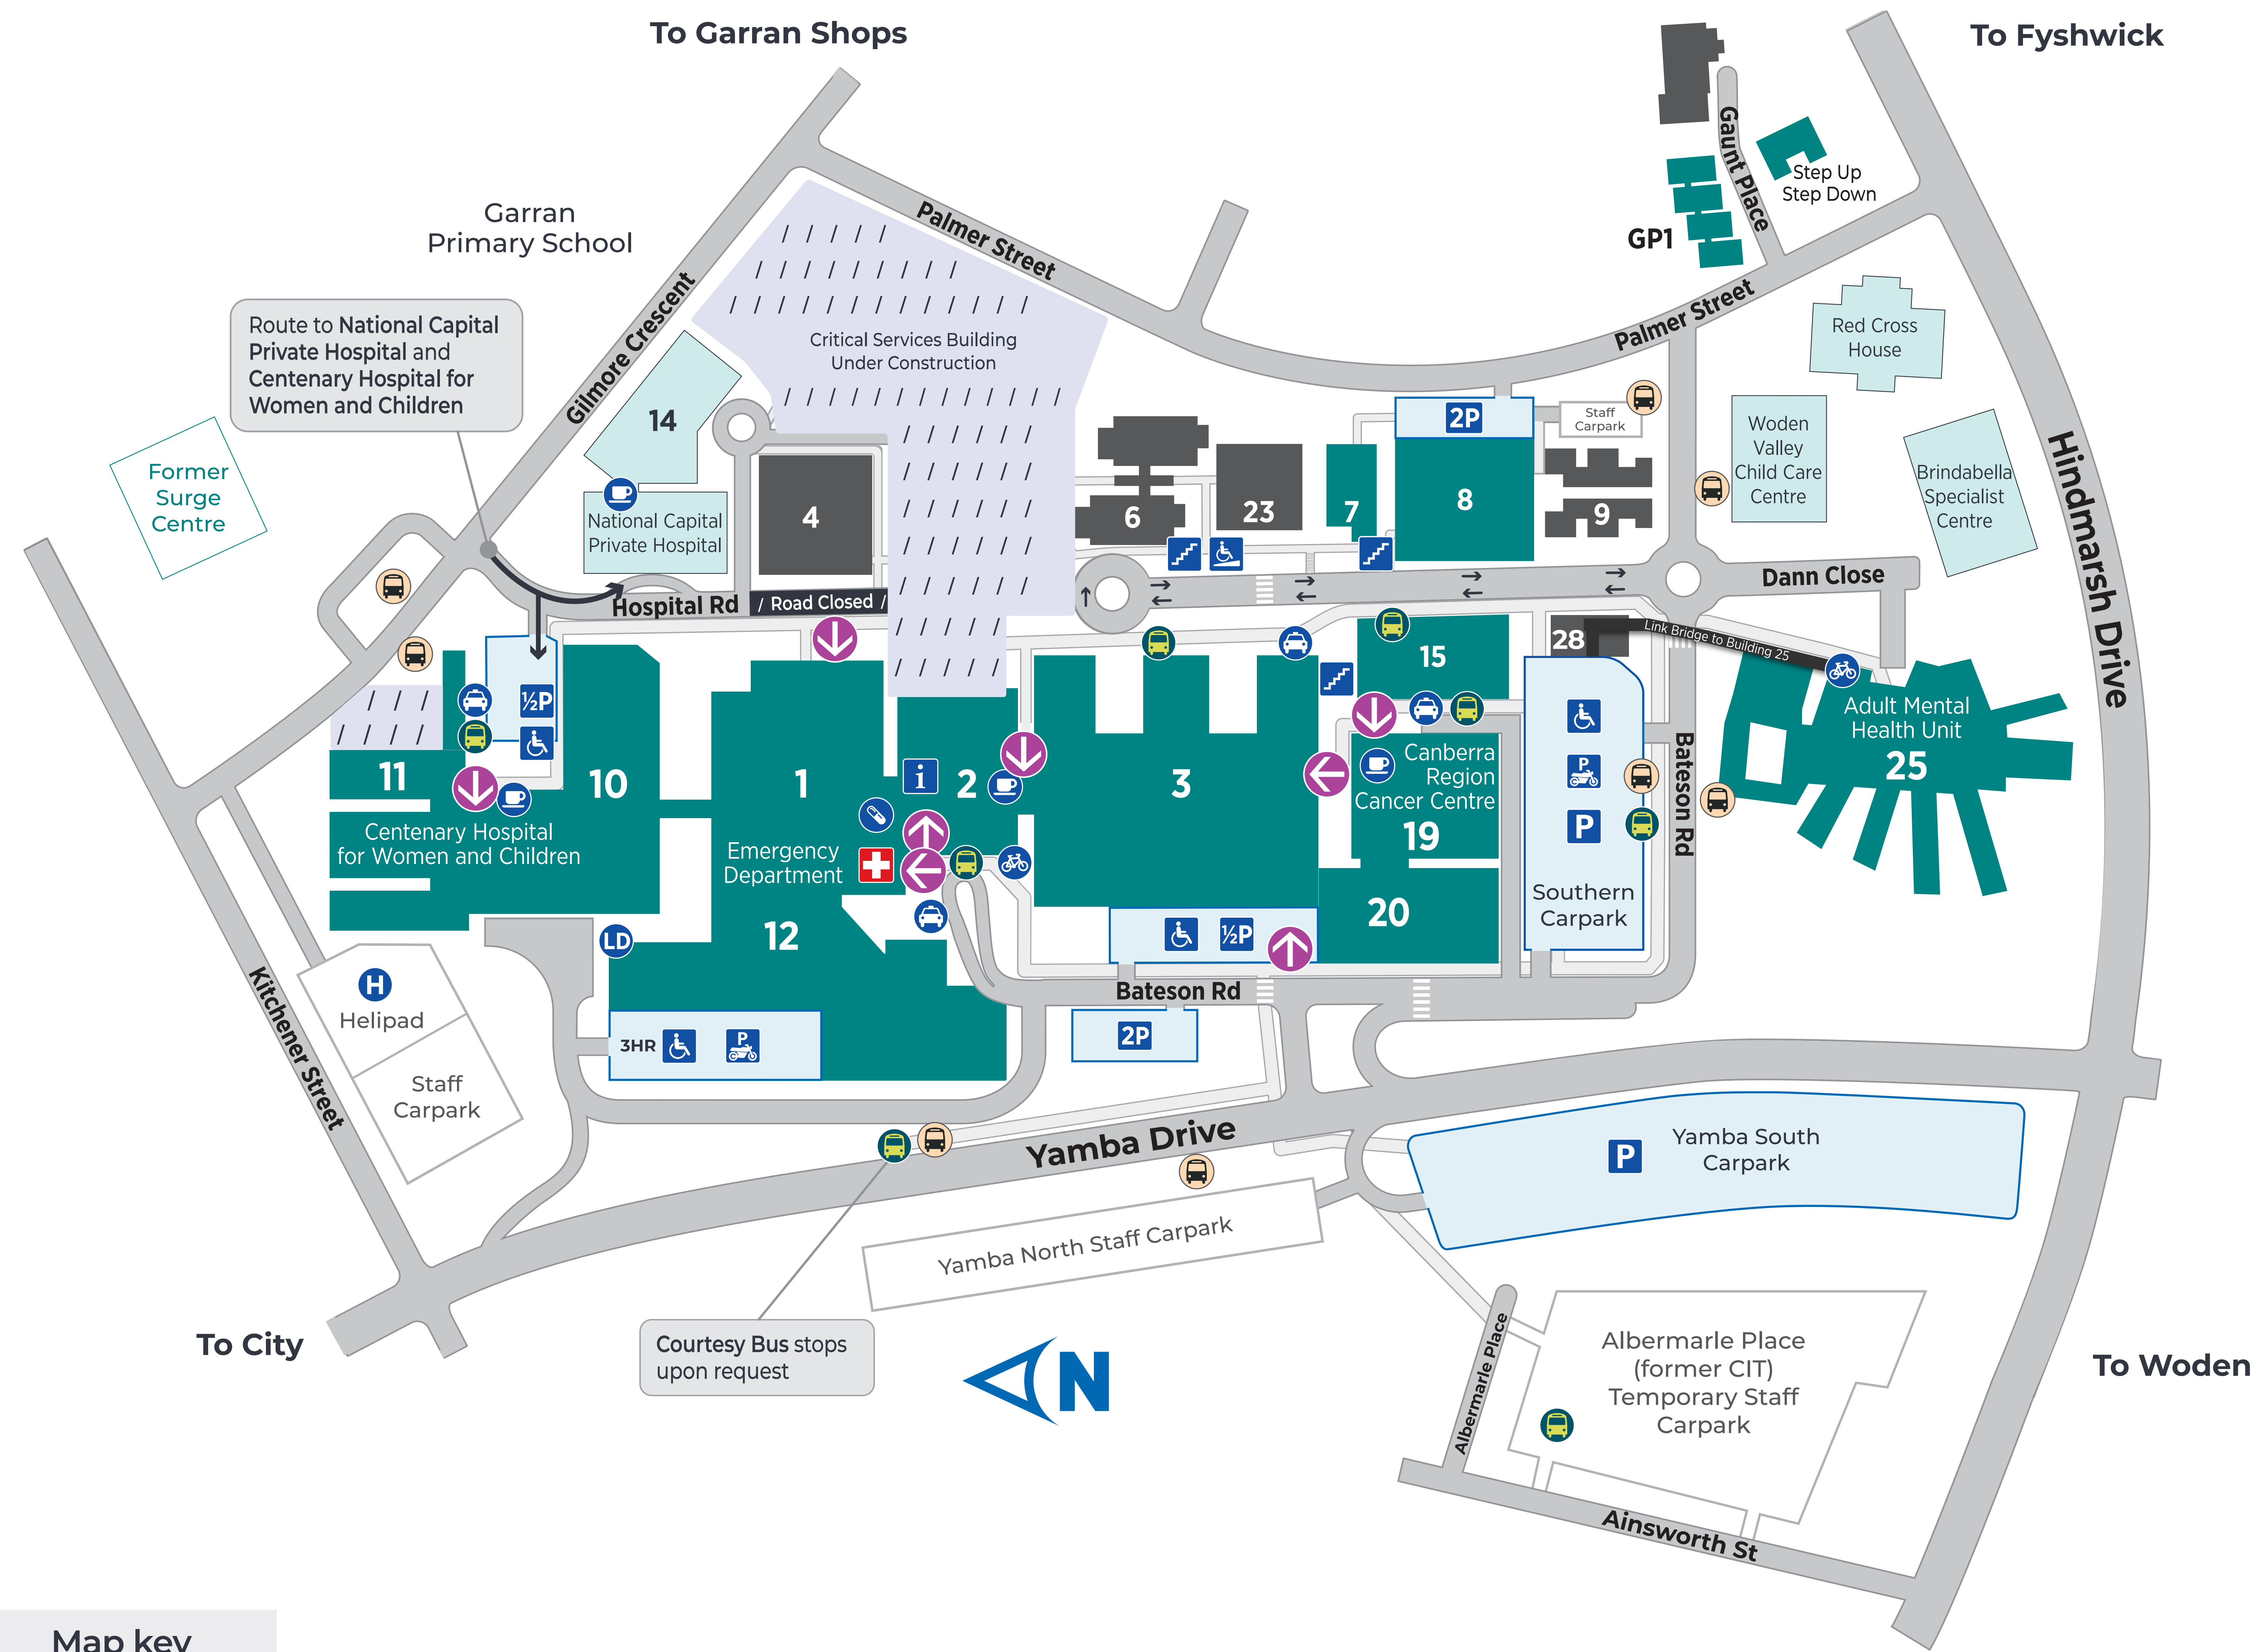 To Garran Shops
To Fyshwick
Gaunt Place
Step Up
Step Down
GP1
Garran
Primary School
Palmer Street
Palmer Street
Gilmore Crescent
Route to National Capital
Private Hospital and
Centenary Hospital for
Women and Children
Critical Services Building
Under Construction
Red Cross
House
Former
Surge
Centre
14
National Capital
Private Hospital
4
6
23
7
2P
8
Staff
Carpark
9
Woden
Valley
Child Care
Centre
Brindabella
Specialist
Centre
Hindmarsh Drive
Hospital Rd
/ Road Closed /
Dann Close
28
Link Bridge to Building 25
15
½P
11
10
1
i
2
3
Canberra
Region
Cancer Centre
19
P
P
Southern
Carpark
Bateson Rd
Adult Mental
Health Unit
25
Centenary Hospital
for Women and Children
Emergency
Department
12
20
½P
LD
H
Helipad
Staff
Carpark
Kitchener Street
3HR
P
Bateson Rd
2P
Yamba Drive
P
Yamba South
Carpark
Yamba North Staff Carpark
To City
Courtesy Bus stops
upon request
N
Albermarle Place
Albermarle Place
(former CIT)
Temporary Staff
Carpark
To Woden
Ainsworth St
Map key